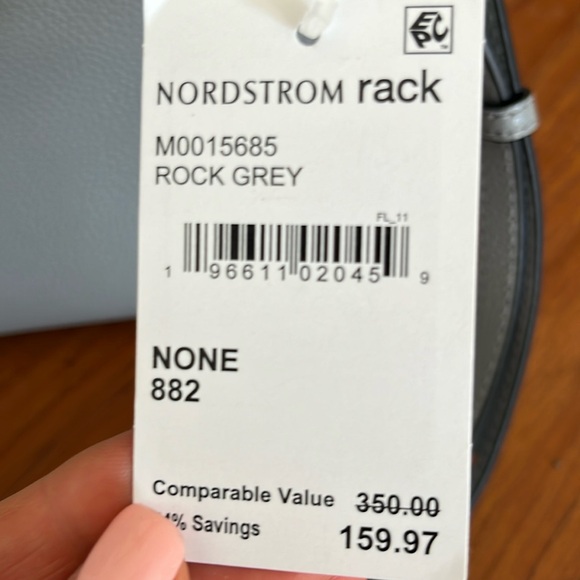 EPC
NORDSTROM rack
M0015685
ROCK GREY
FL_11
1 96611 02045 9
NONE
882
Comparable Value 350.00
% Savings 159.97